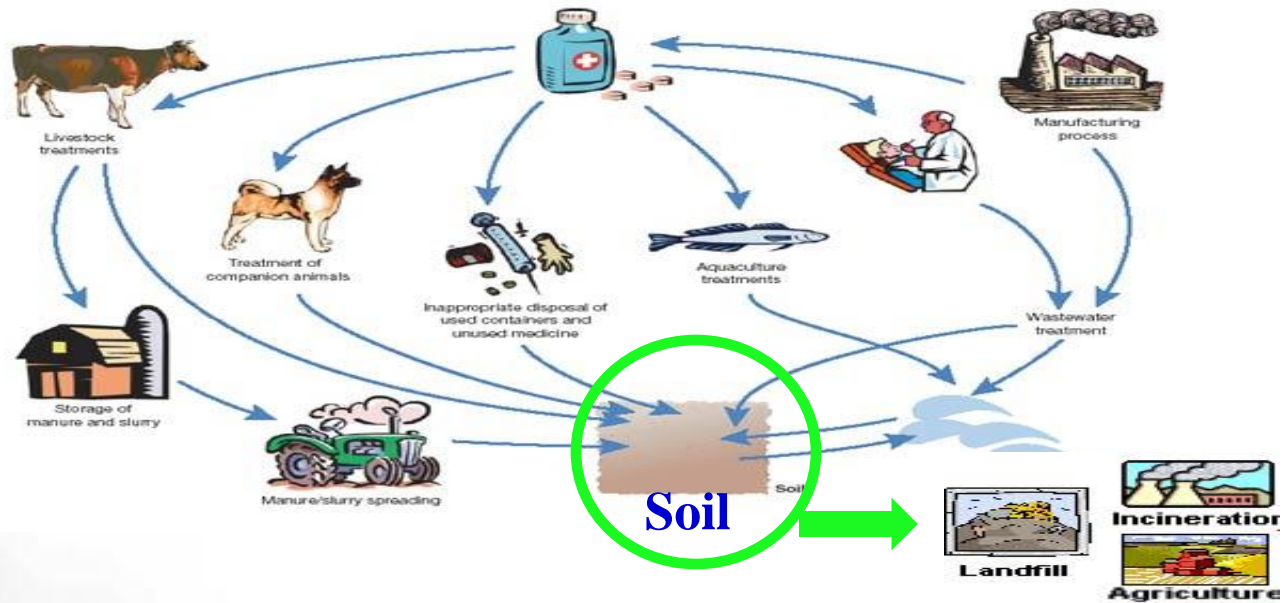 Livestock
treatments
Manufacturing
process
Treatment of
companion animals
Aquaculture
treatments
Inappropriate disposal of
used containers and
unused medicine
Wastewater
treatment
Storage of
manure and slurry
Manure/slurry spreading
Soil
Soil
Landfill
Incineration
Agriculture